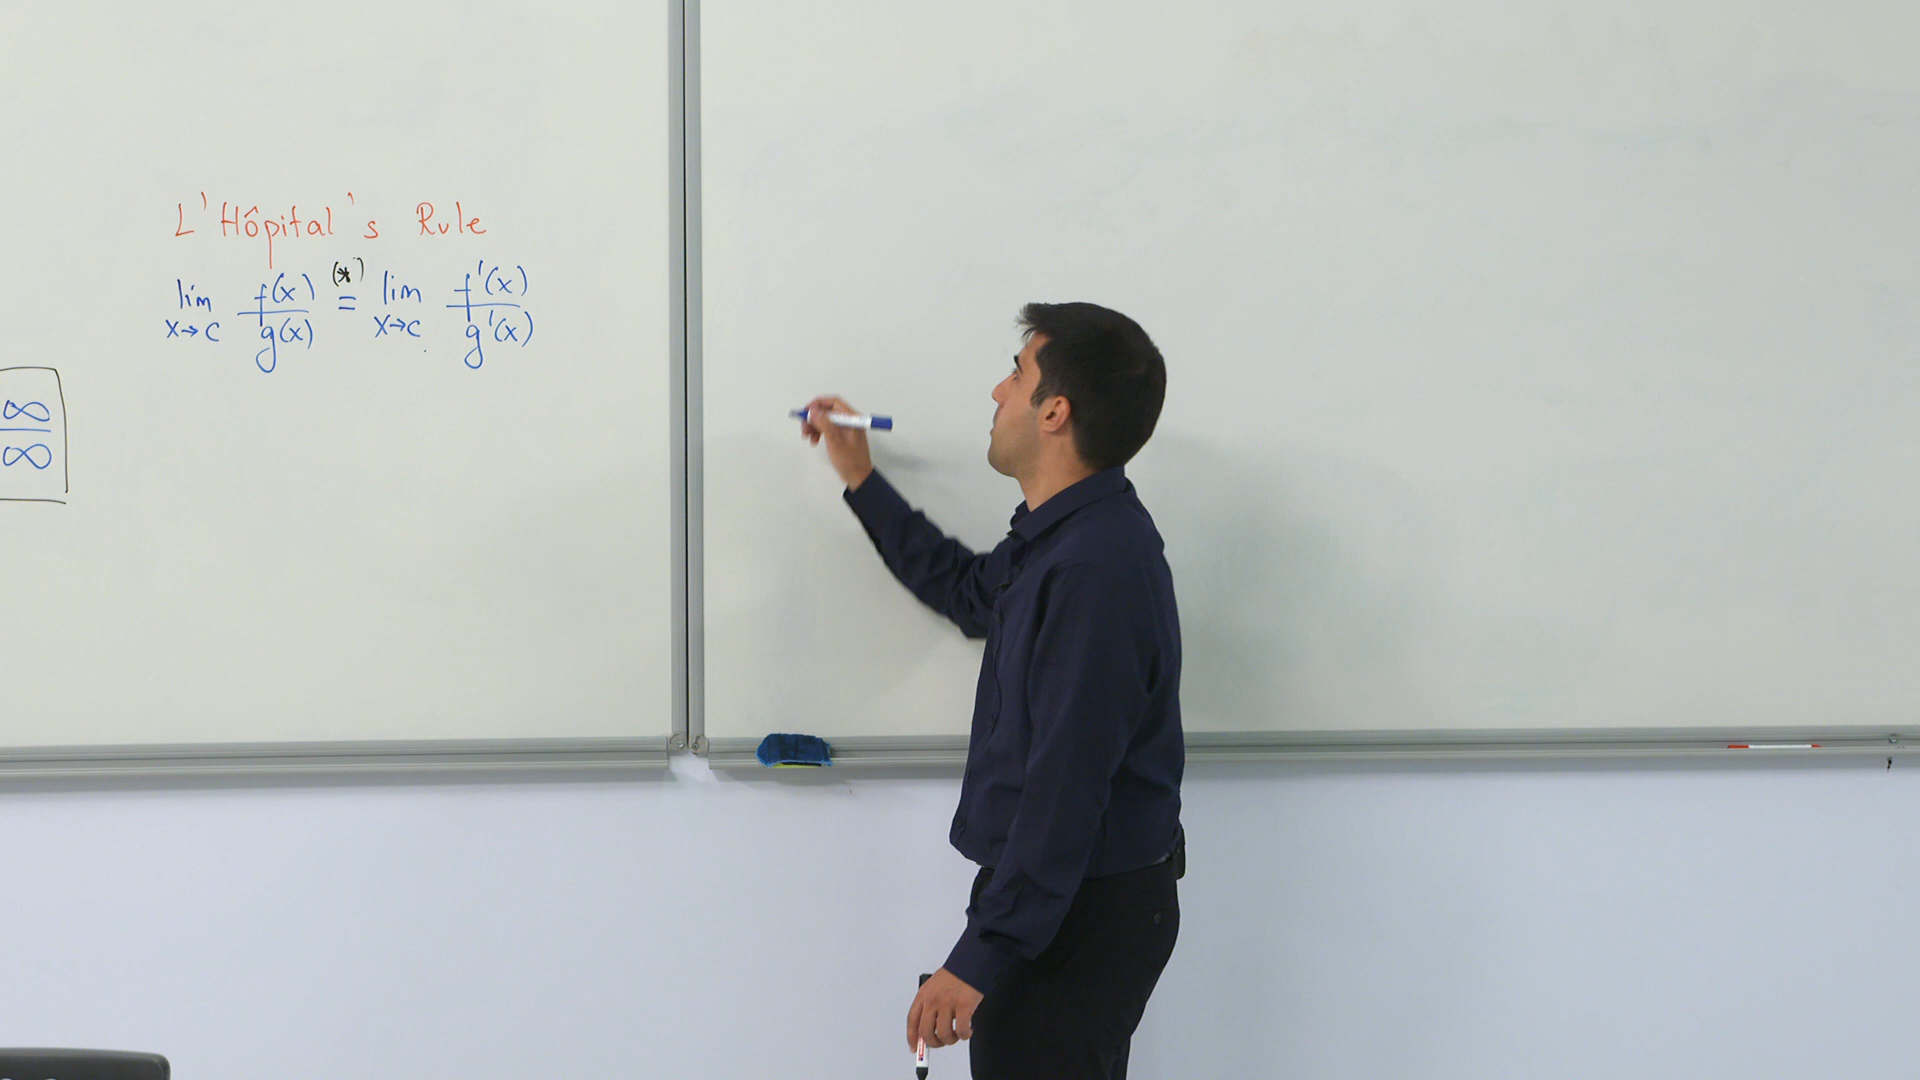 L'Hôpital's Rule
lim x→c f(x)/g(x) (*) = lim x→c f'(x)/g'(x)
∞/∞